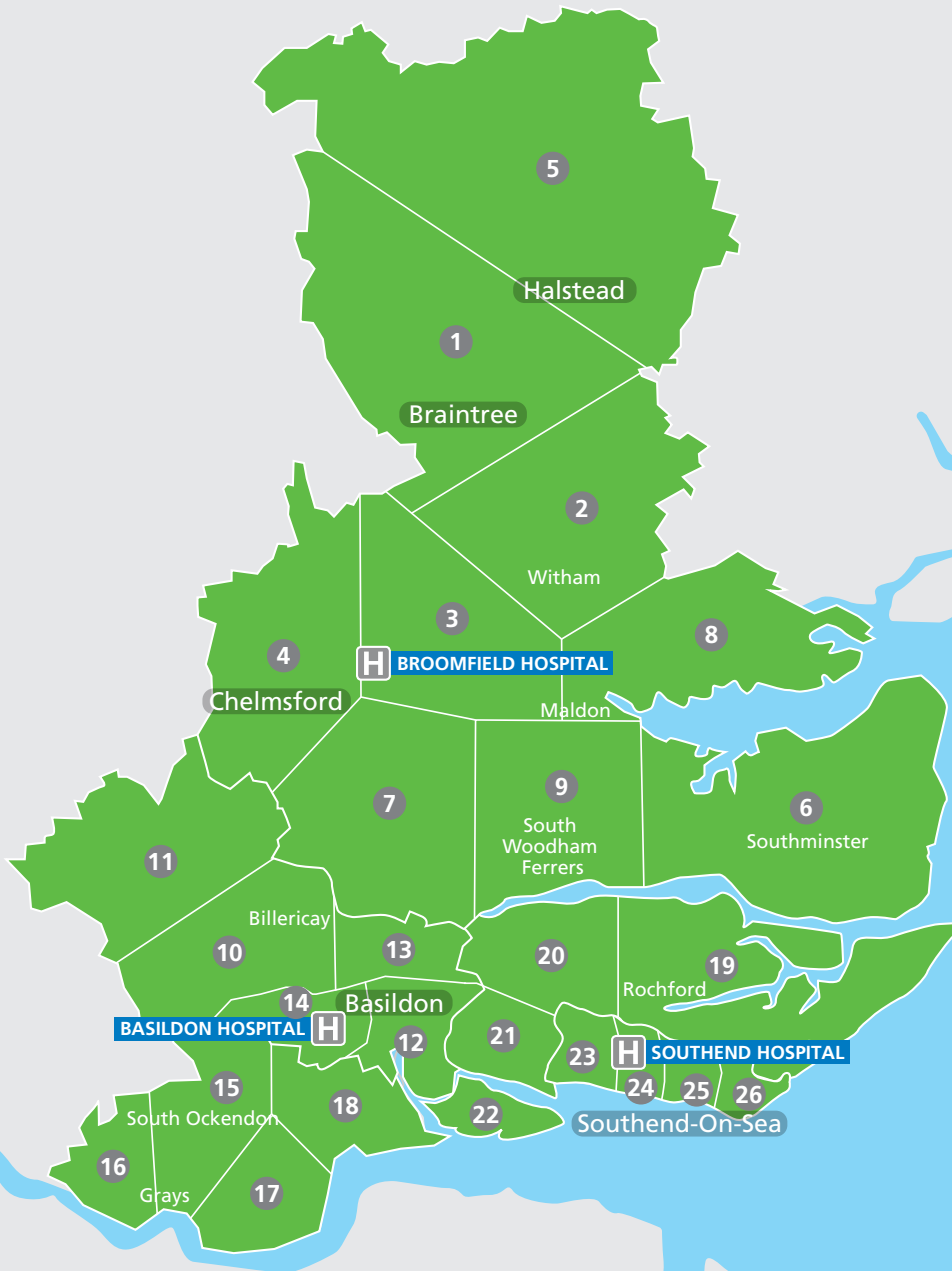 5
Halstead
1
Braintree
2
Witham
3
8
4
H BROOMFIELD HOSPITAL
Chelmsford
Maldon
7
9
6
South
Woodham
Ferrers
Southminster
11
Billericay
10
13
20
19
Rochford
14
Basildon
BASILDON HOSPITAL H
12
21
23
H SOUTHEND HOSPITAL
15
24
25
26
18
22
South Ockendon
Southend-On-Sea
16
Grays
17